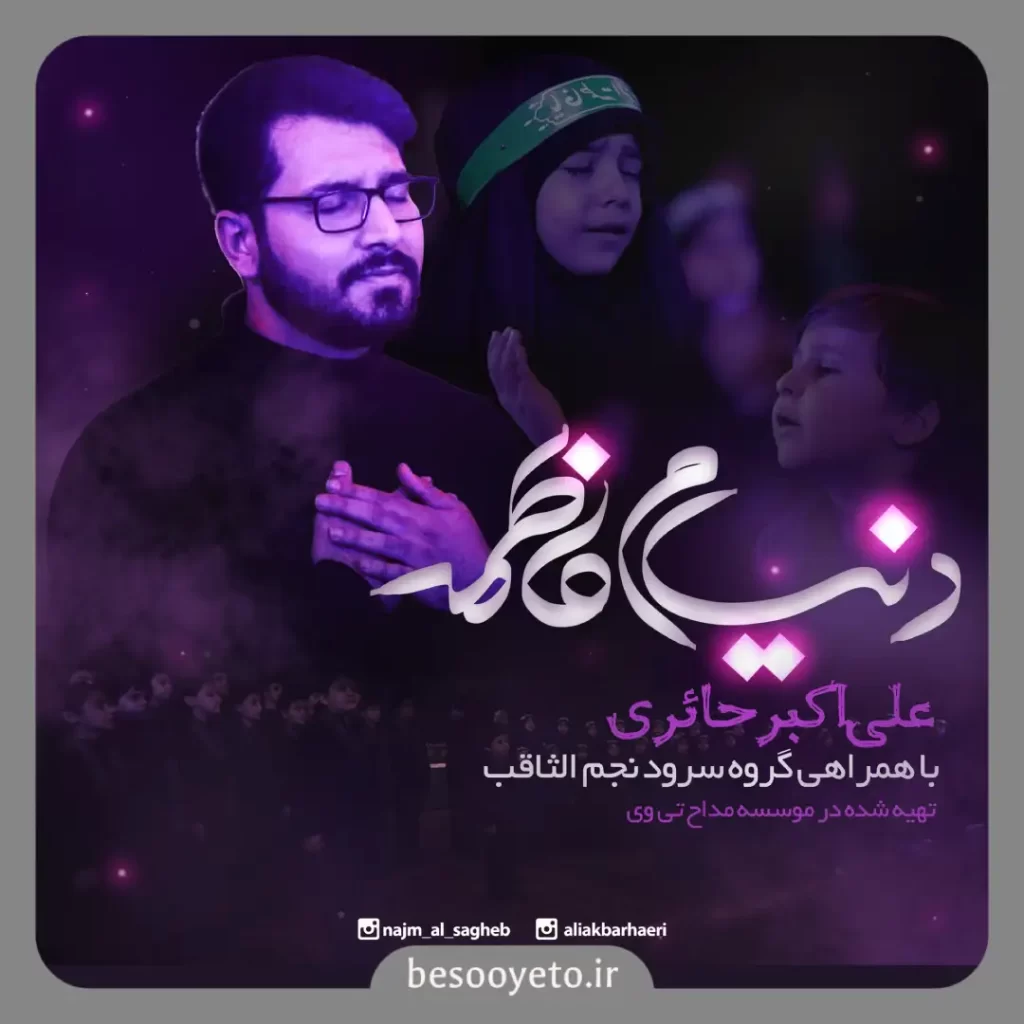 دنیام فاطمه
علی اکبر حائری
با همراهی گروه سرود نجم الثاقب
تهیه شده در موسسه مداح تی وی
najm_al_sagheb aliakbarhaeri
besooyeto.ir